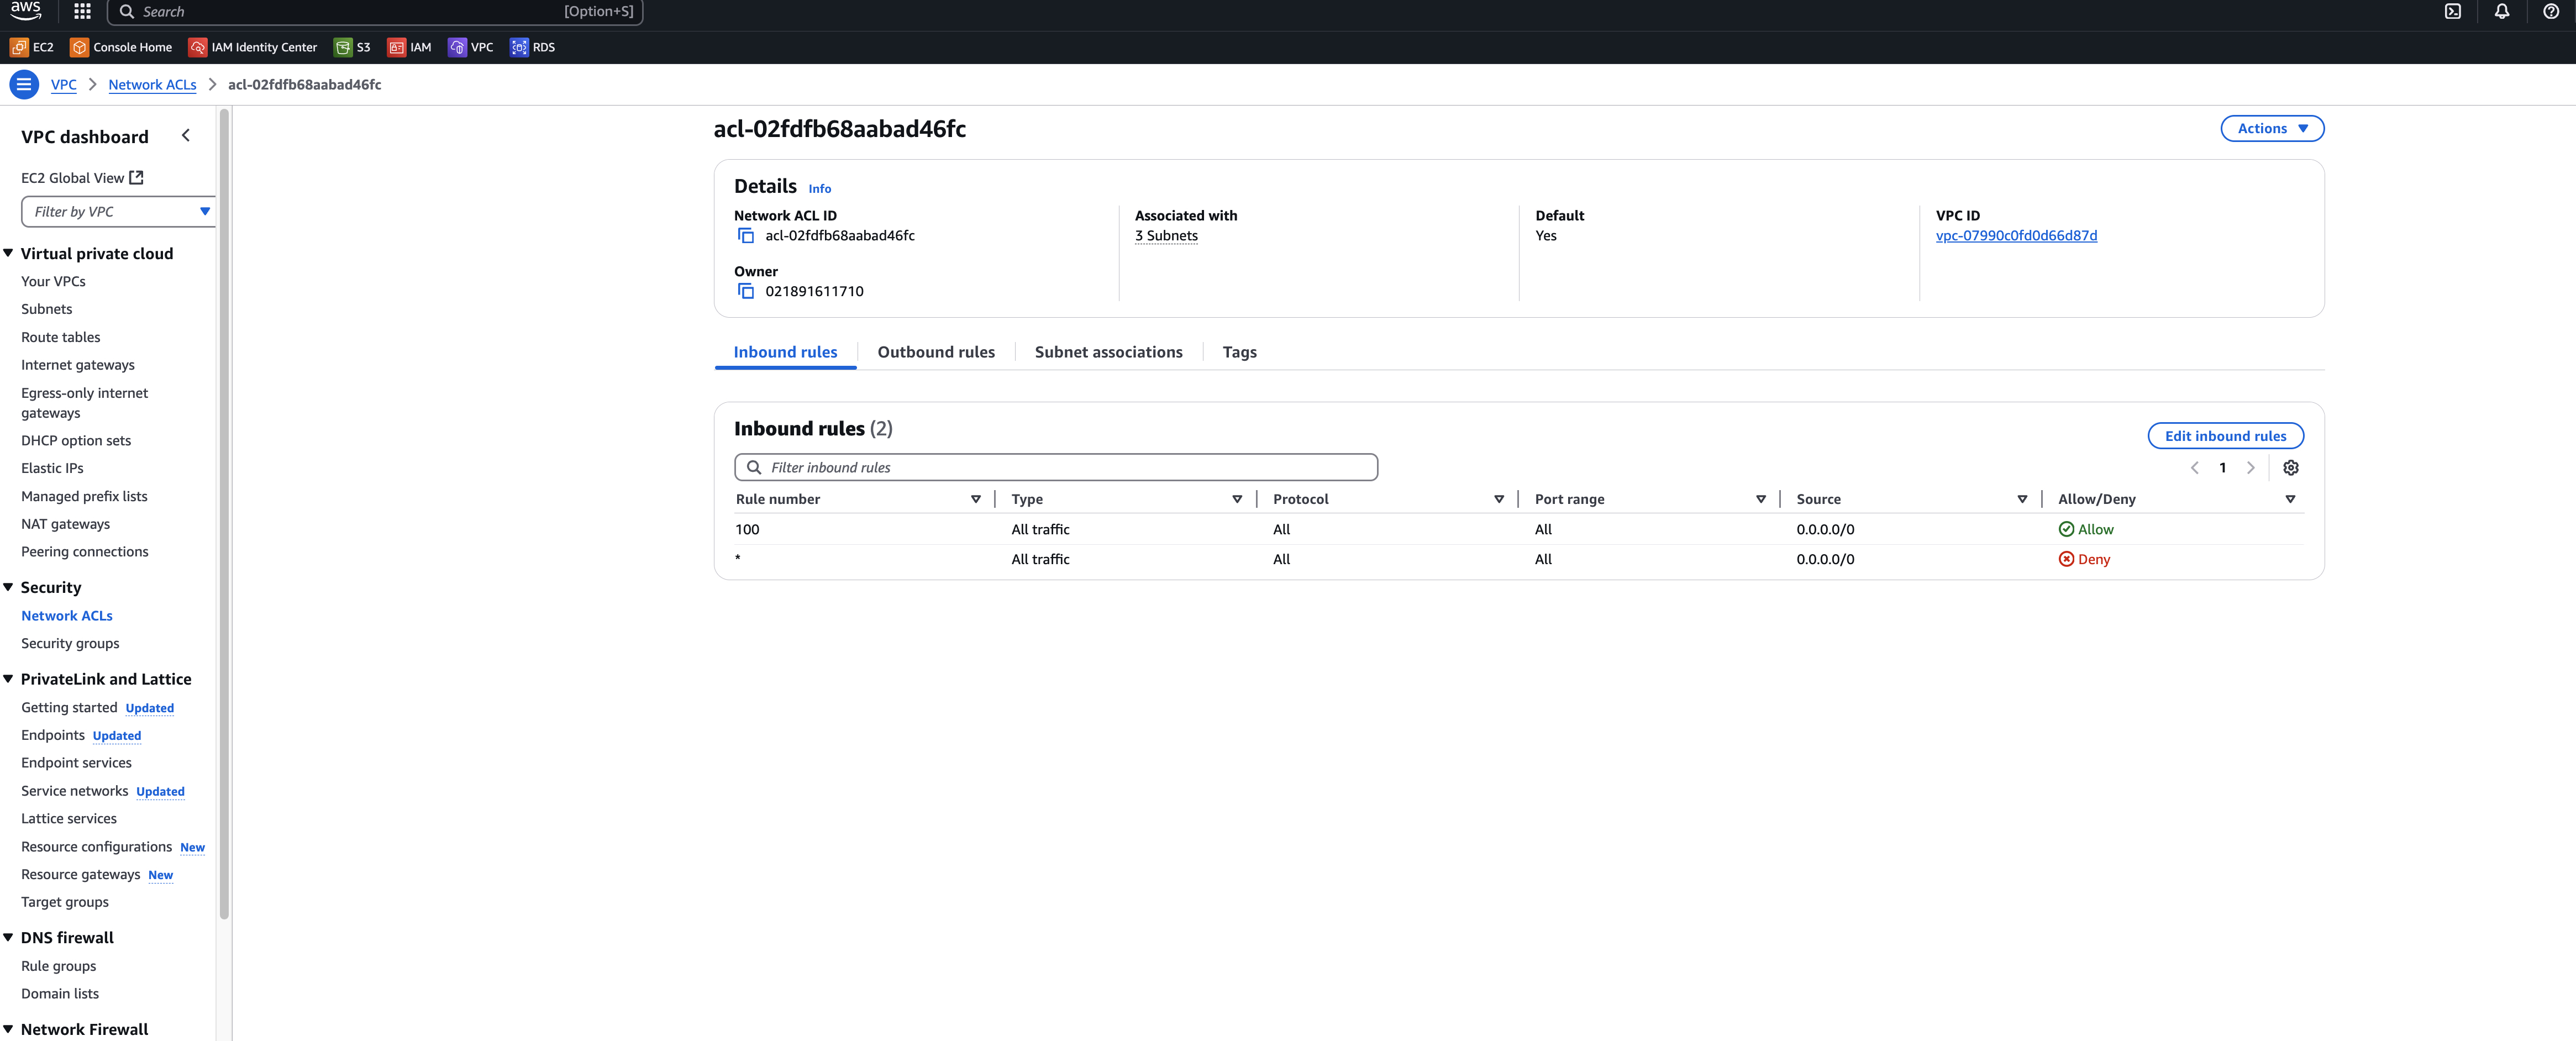 aws
Search
[Option+S]
EC2
Console Home
IAM Identity Center
S3
IAM
VPC
RDS
VPC
Network ACLs
acl-02fdfb68aabad46fc
VPC dashboard
EC2 Global View
Filter by VPC
Virtual private cloud
Your VPCs
Subnets
Route tables
Internet gateways
Egress-only internet
gateways
DHCP option sets
Elastic IPs
Managed prefix lists
NAT gateways
Peering connections
Security
Network ACLs
Security groups
PrivateLink and Lattice
Getting started Updated
Endpoints Updated
Endpoint services
Service networks Updated
Lattice services
Resource configurations New
Resource gateways New
Target groups
DNS firewall
Rule groups
Domain lists
Network Firewall
acl-02fdfb68aabad46fc
Actions
Details Info
Network ACL ID
acl-02fdfb68aabad46fc
Owner
021891611710
Associated with
3 Subnets
Default
Yes
VPC ID
vpc-07990c0fd0d66d87d
Inbound rules
Outbound rules
Subnet associations
Tags
Inbound rules (2)
Edit inbound rules
Filter inbound rules
1
Rule number Type Protocol Port range Source Allow/Deny
100 All traffic All All 0.0.0.0/0 Allow
* All traffic All All 0.0.0.0/0 Deny